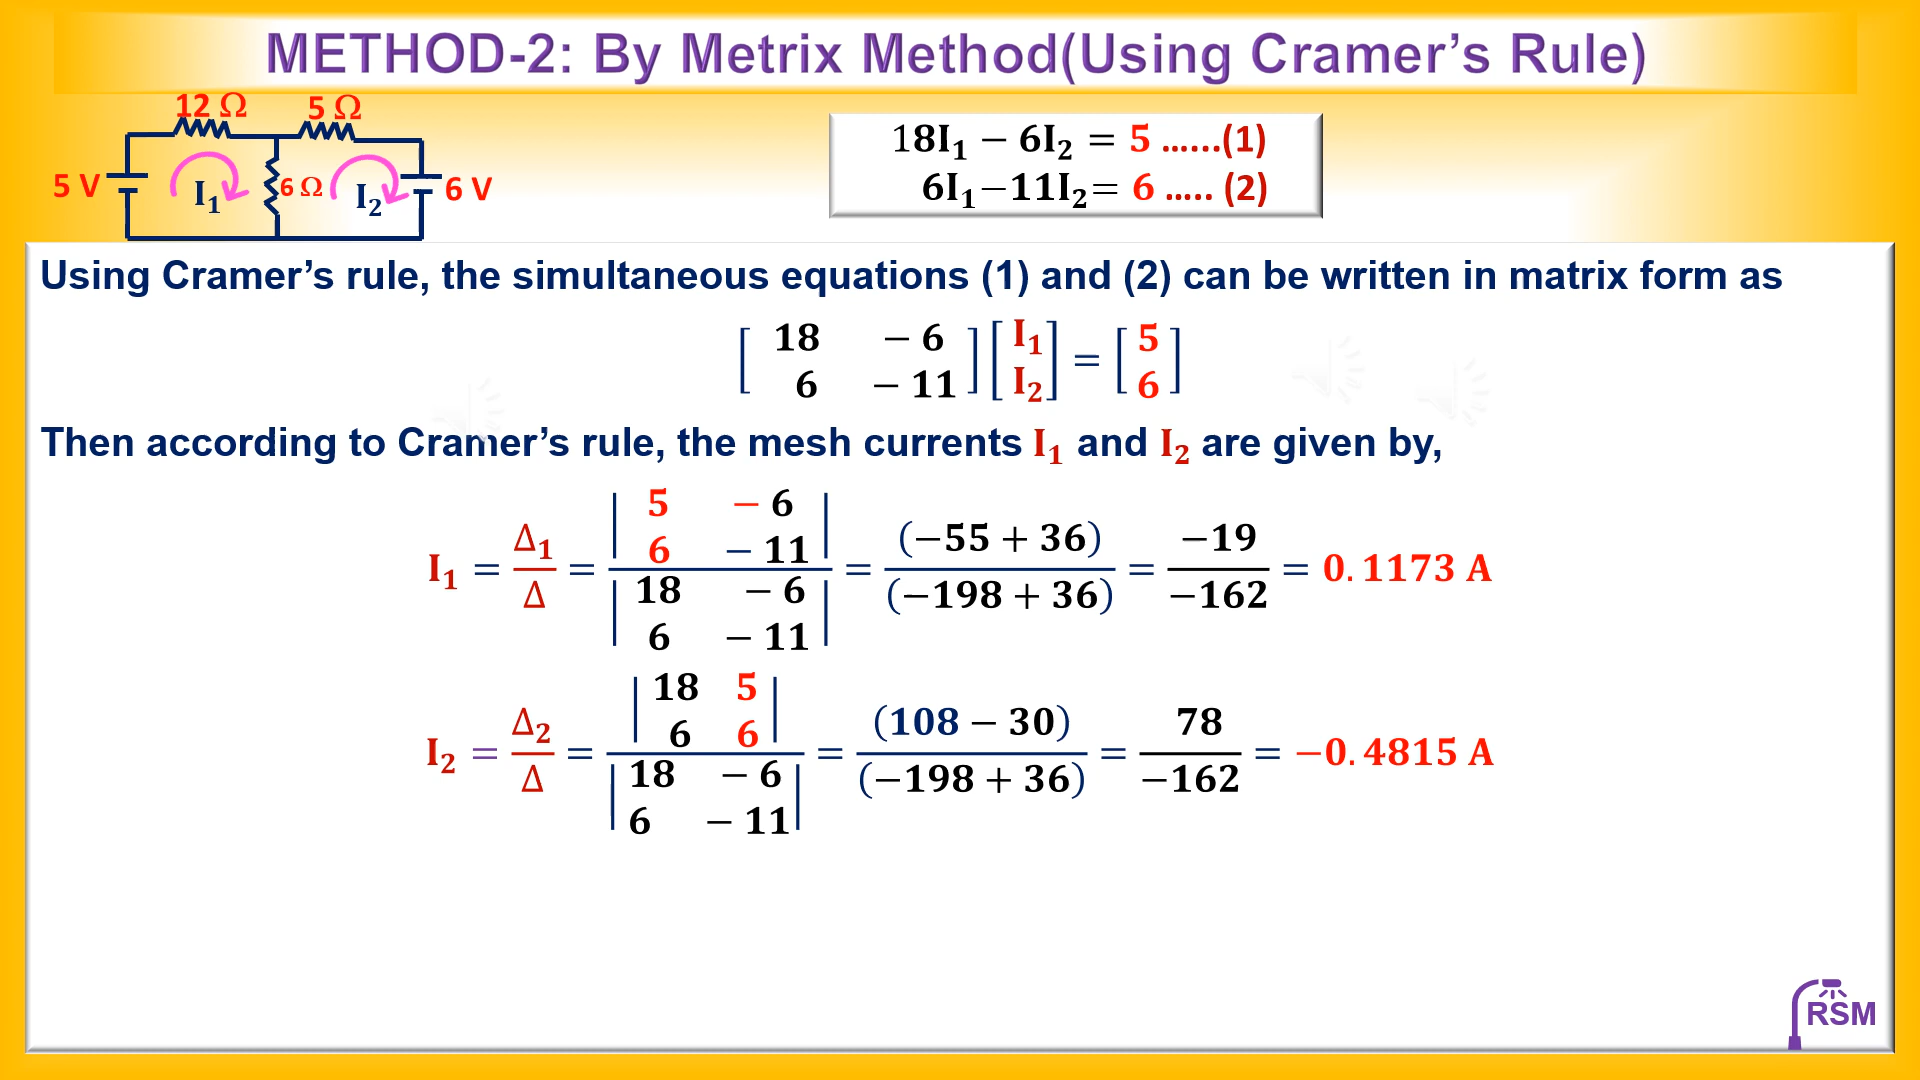 METHOD-2: By Metrix Method(Using Cramer’s Rule)
12 Ω 5 Ω
5 V I₁ 6 Ω I₂ 6 V
18I₁ − 6I₂ = 5 ......(1)
6I₁−11I₂= 6 ..... (2)
Using Cramer’s rule, the simultaneous equations (1) and (2) can be written in matrix form as
[ 18 − 6 ] [ I₁ ] = [ 5 ]
[ 6 − 11 ] [ I₂ ] [ 6 ]
Then according to Cramer’s rule, the mesh currents I₁ and I₂ are given by,
I₁ = Δ₁/Δ = | 5 − 6 | / | 18 − 6 | = (−55 + 36)/(−198 + 36) = −19/−162 = 0.1173 A
| 6 − 11 | / | 6 − 11 |
I₂ = Δ₂/Δ = | 18 5 | / | 18 − 6 | = (108 − 30)/(−198 + 36) = 78/−162 = −0.4815 A
| 6 6 | / | 6 − 11 |
RSM